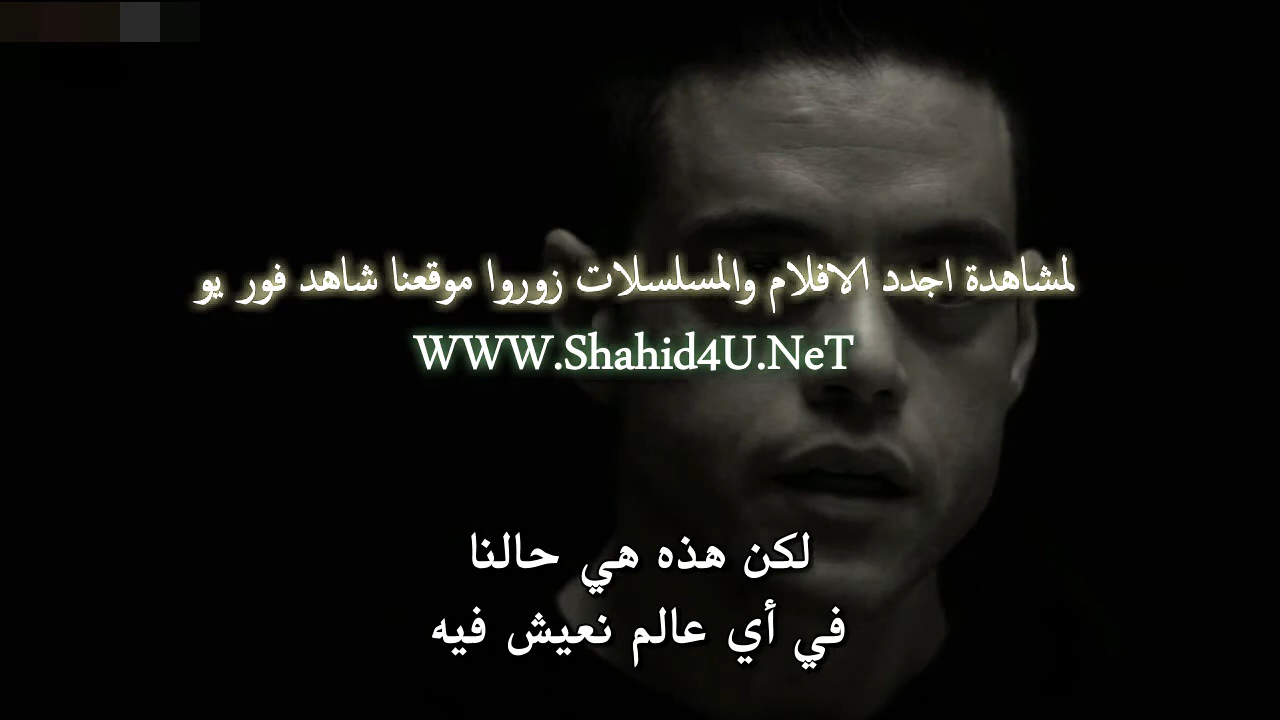 لمشاهدة اجدد الافلام والمسلسلات زوروا موقعنا شاهد فور يو
WWW.Shahid4U.NeT
لكن هذه هي حالنا
في أي عالم نعيش فيه